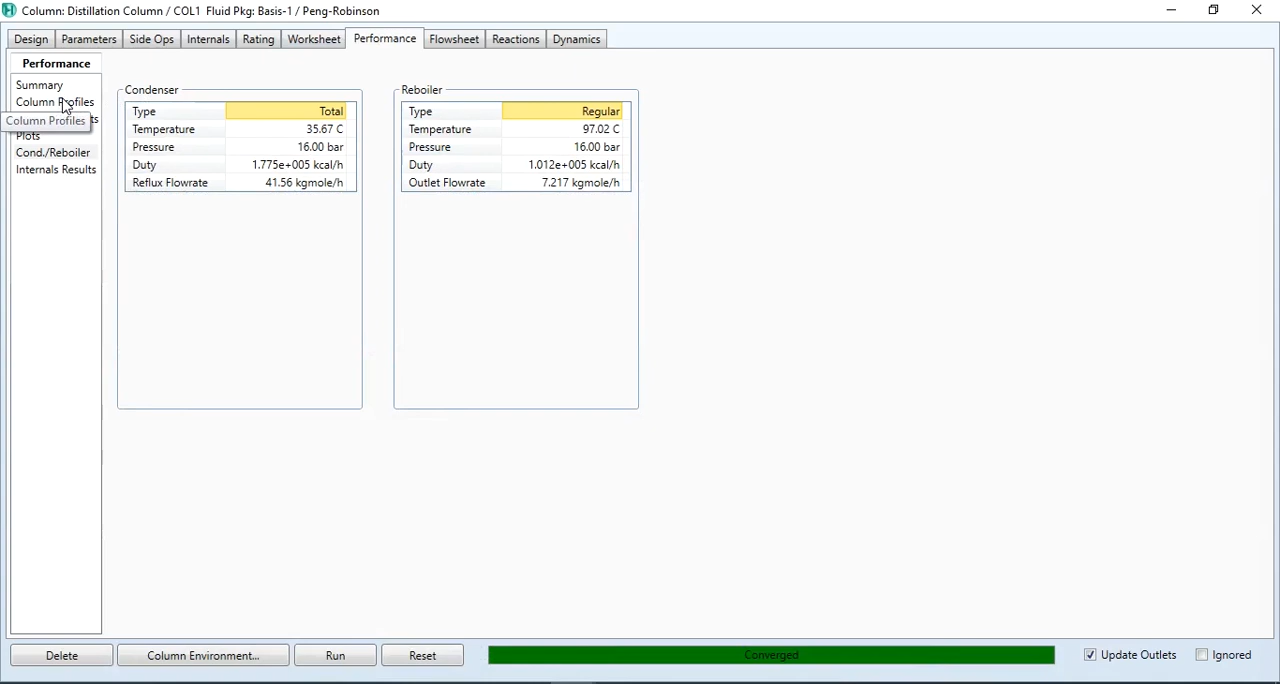 Column: Distillation Column / COL1 Fluid Pkg: Basis-1 / Peng-Robinson
Design Parameters Side Ops Internals Rating Worksheet Performance Flowsheet Reactions Dynamics
Performance
Summary
Column Profiles
Column Profiles
Plots
Cond./Reboiler
Internals Results
Condenser
Type Total
Temperature 35.67 C
Pressure 16.00 bar
Duty 1.775e+005 kcal/h
Reflux Flowrate 41.56 kgmole/h
Reboiler
Type Regular
Temperature 97.02 C
Pressure 16.00 bar
Duty 1.012e+005 kcal/h
Outlet Flowrate 7.217 kgmole/h
Delete Column Environment... Run Reset Converged Update Outlets Ignored